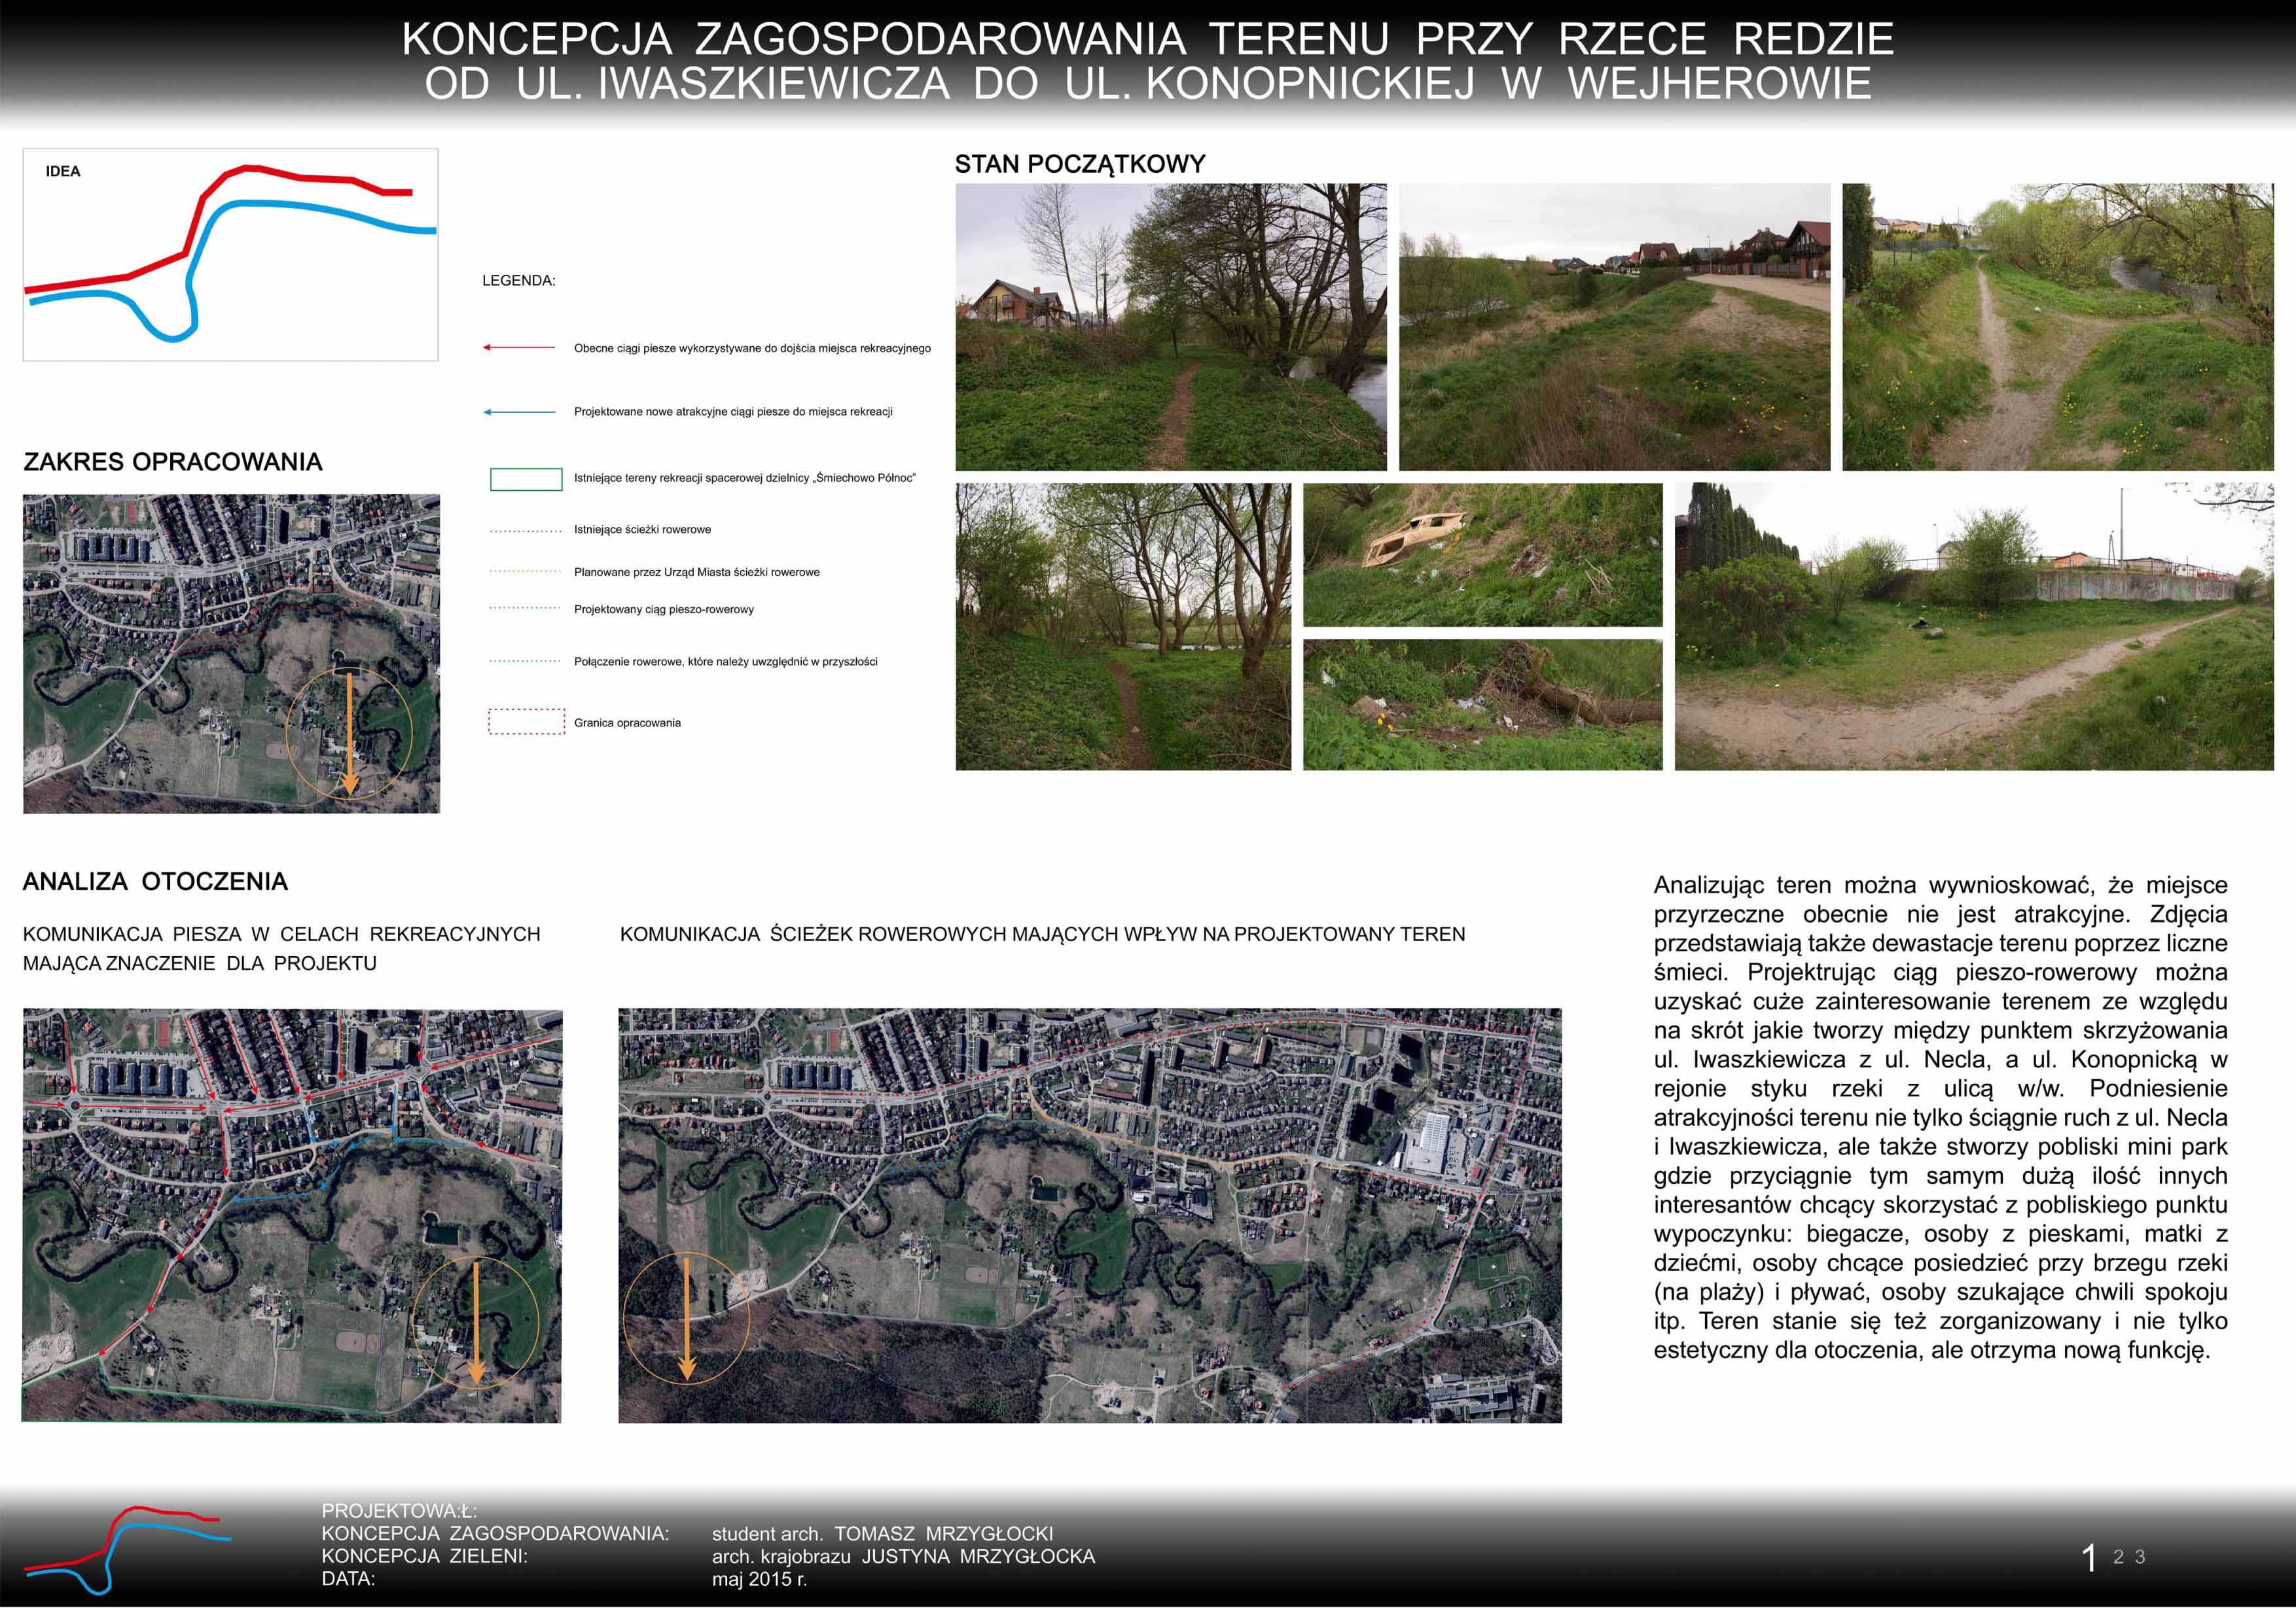 KONCEPCJA ZAGOSPODAROWANIA TERENU PRZY RZECE REDZIE
OD UL. IWASZKIEWICZA DO UL. KONOPNICKIEJ W WEJHEROWIE
IDEA
ZAKRES OPRACOWANIA
LEGENDA:
Obecne ciągi piesze wykorzystywane do dojścia miejsca rekreacyjnego
Projektowane nowe atrakcyjne ciągi piesze do miejsca rekreacji
Istniejące tereny rekreacji spacerowej dzielnicy „Śmiechowo Północ”
Istniejące ścieżki rowerowe
Planowane przez Urząd Miasta ścieżki rowerowe
Projektowany ciąg pieszo-rowerowy
Połączenie rowerowe, które należy uwzględnić w przyszłości
Granica opracowania
STAN POCZĄTKOWY
ANALIZA OTOCZENIA
KOMUNIKACJA PIESZA W CELACH REKREACYJNYCH
MAJĄCA ZNACZENIE DLA PROJEKTU
KOMUNIKACJA ŚCIEŻEK ROWEROWYCH MAJĄCYCH WPŁYW NA PROJEKTOWANY TEREN
Analizując teren można wywnioskować, że miejsce
przyrzeczne obecnie nie jest atrakcyjne. Zdjęcia
przedstawiają także dewastacje terenu poprzez liczne
śmieci. Projektrując ciąg pieszo-rowerowy można
uzyskać cuże zainteresowanie terenem ze względu
na skrót jakie tworzy między punktem skrzyżowania
ul. Iwaszkiewicza z ul. Necla, a ul. Konopnicką w
rejonie styku rzeki z ulicą w/w. Podniesienie
atrakcyjności terenu nie tylko ściągnie ruch z ul. Necla
i Iwaszkiewicza, ale także stworzy pobliski mini park
gdzie przyciągnie tym samym dużą ilość innych
interesantów chcący skorzystać z pobliskiego punktu
wypoczynku: biegacze, osoby z pieskami, matki z
dziećmi, osoby chcące posiedzieć przy brzegu rzeki
(na plaży) i pływać, osoby szukające chwili spokoju
itp. Teren stanie się też zorganizowany i nie tylko
estetyczny dla otoczenia, ale otrzyma nową funkcję.
PROJEKTOWA:Ł:
KONCEPCJA ZAGOSPODAROWANIA: student arch. TOMASZ MRZYGŁOCKI
KONCEPCJA ZIELENI: arch. krajobrazu JUSTYNA MRZYGŁOCKA
DATA: maj 2015 r.
1 2 3